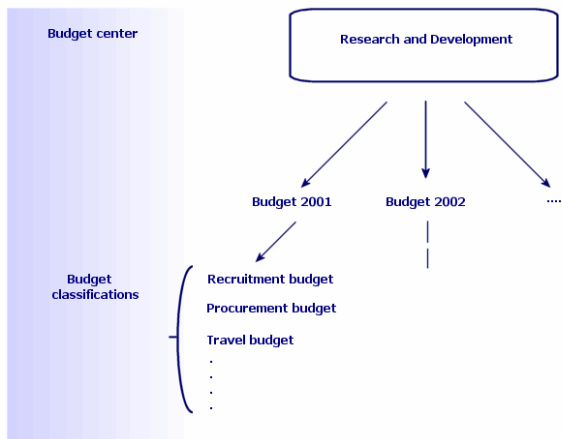 Budget center
Research and Development
Budget 2001
Budget 2002
....
Budget
classifications
Recruitment budget
Procurement budget
Travel budget
.
.
.
.